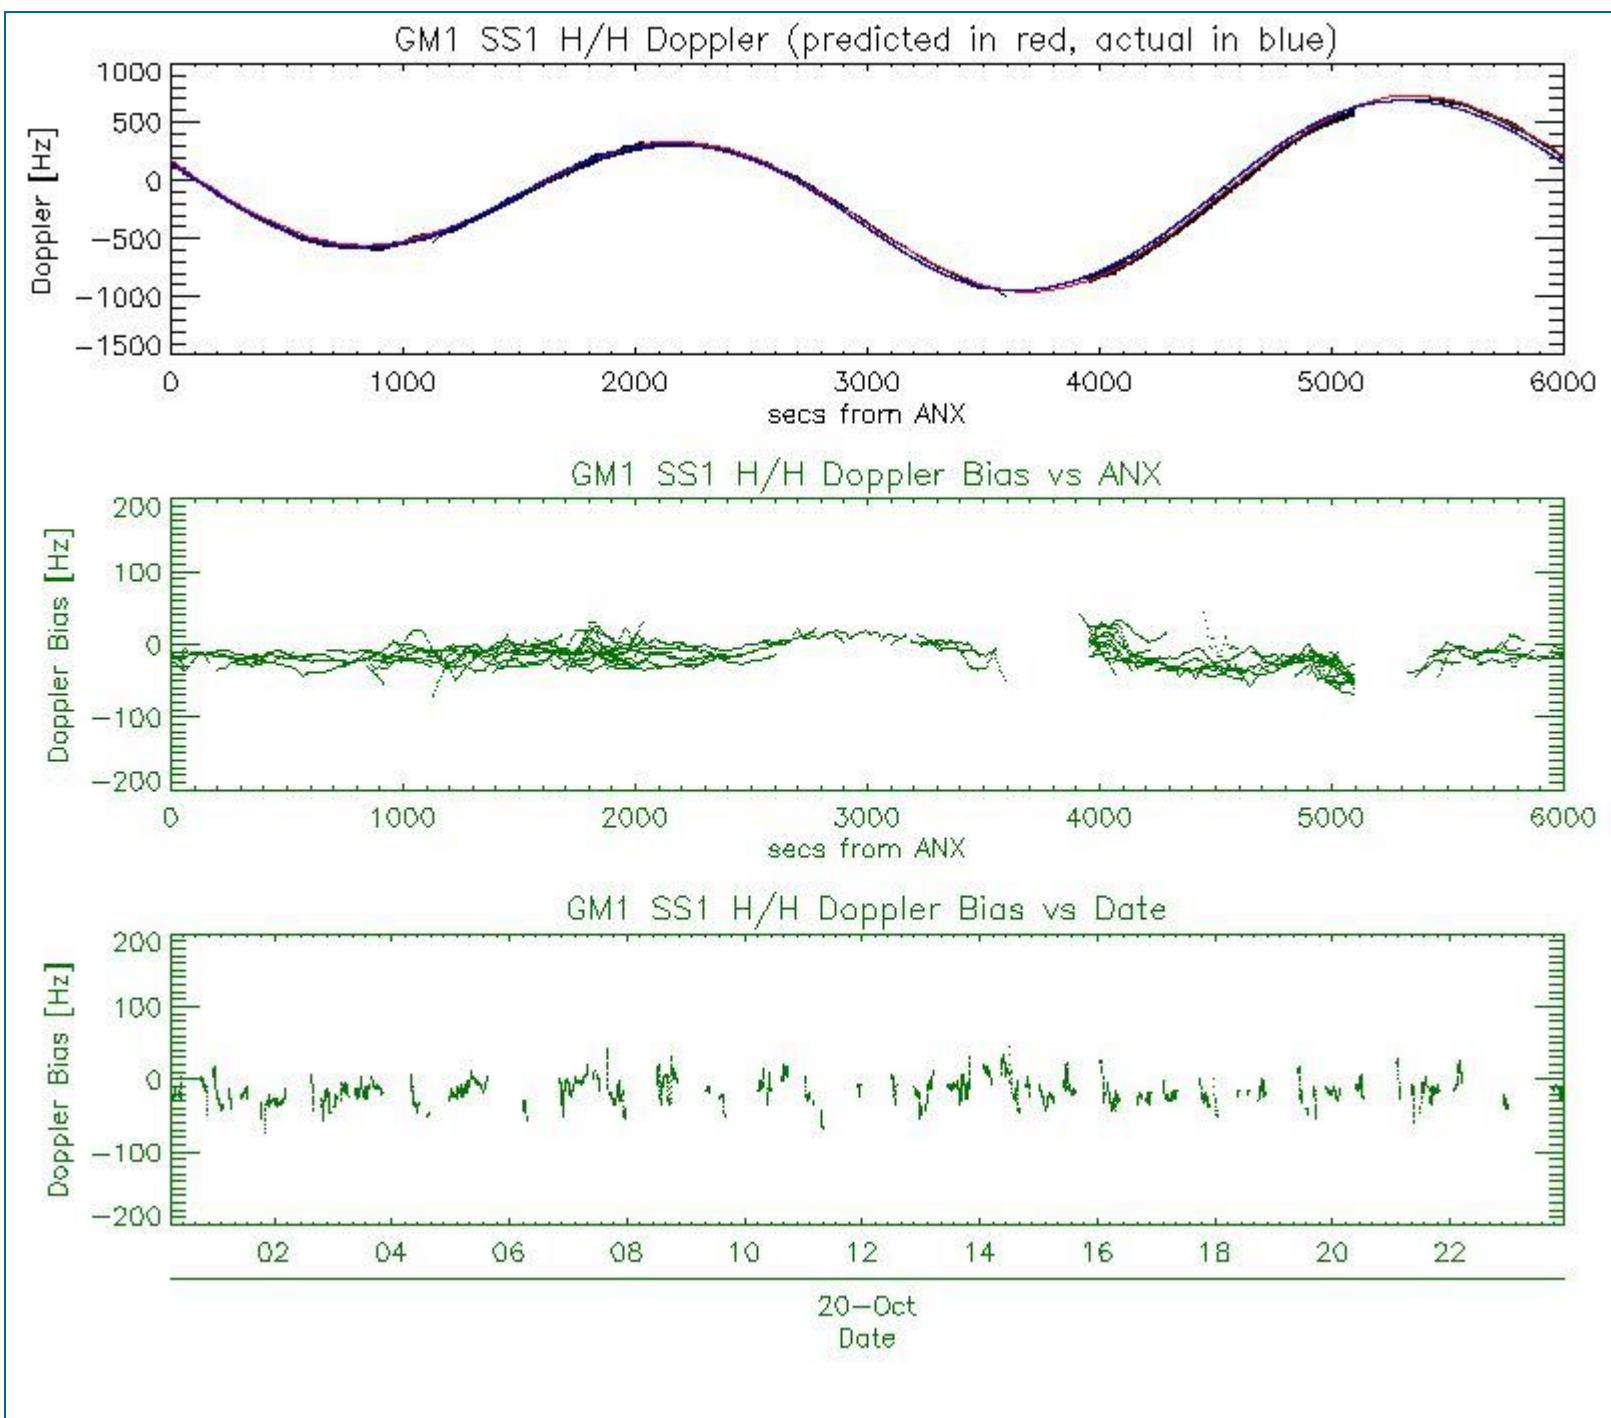 GM1 SS1 H/H Doppler (predicted in red, actual in blue)
1000
500
0
−500
−1000
−1500
Doppler [Hz]
0 1000 2000 3000 4000 5000 6000
secs from ANX
GM1 SS1 H/H Doppler Bias vs ANX
200
100
0
−100
−200
Doppler Bias [Hz]
0 1000 2000 3000 4000 5000 6000
secs from ANX
GM1 SS1 H/H Doppler Bias vs Date
200
100
0
−100
−200
Doppler Bias [Hz]
02 04 06 08 10 12 14 16 18 20 22
20−Oct
Date